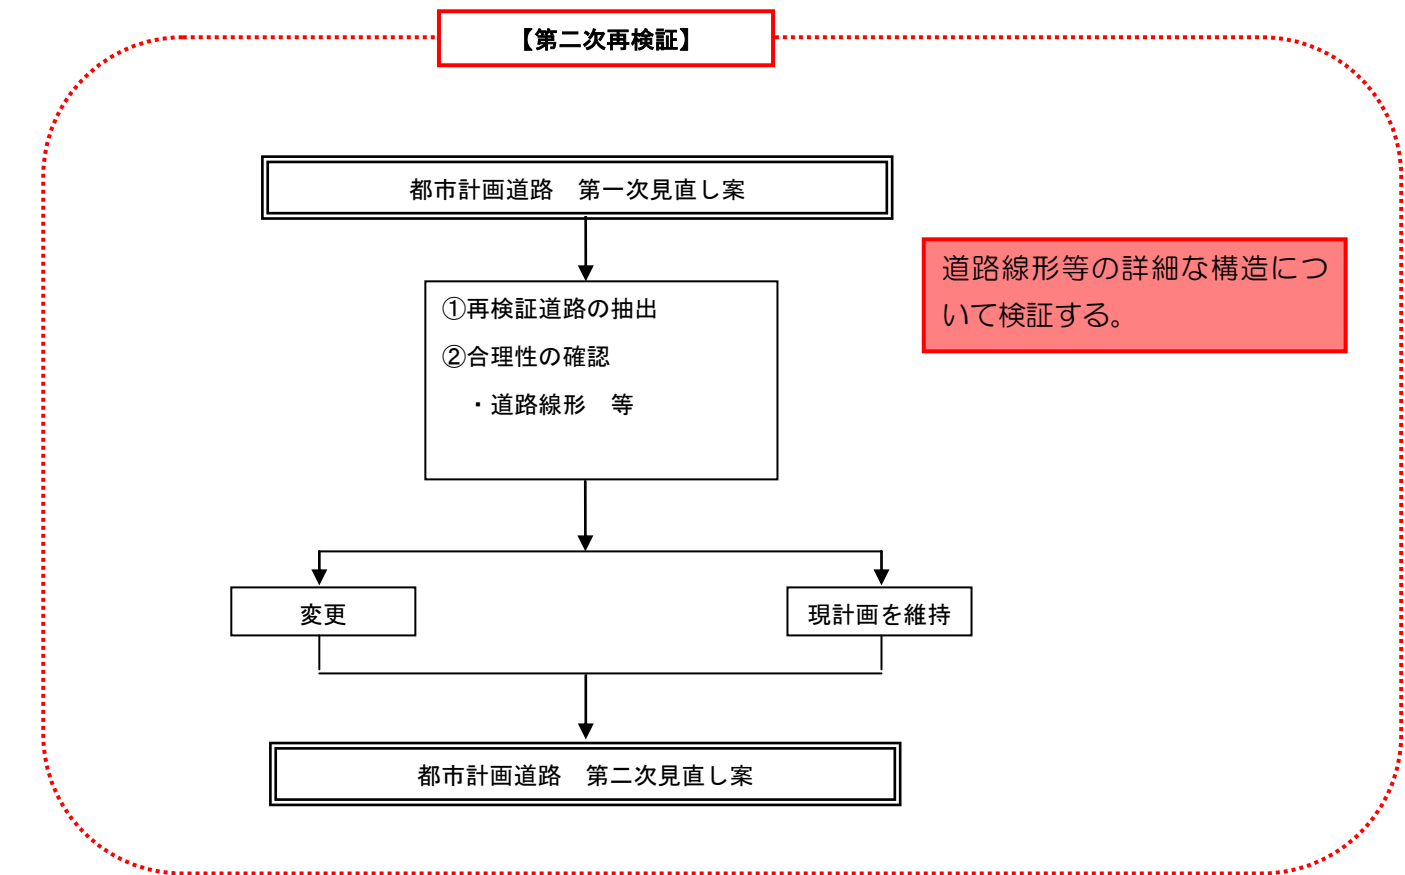 【第二次再検証】
都市計画道路　第一次見直し案
①再検証道路の抽出
②合理性の確認
・道路線形　等
道路線形等の詳細な構造につ
いて検証する。
変更
現計画を維持
都市計画道路　第二次見直し案